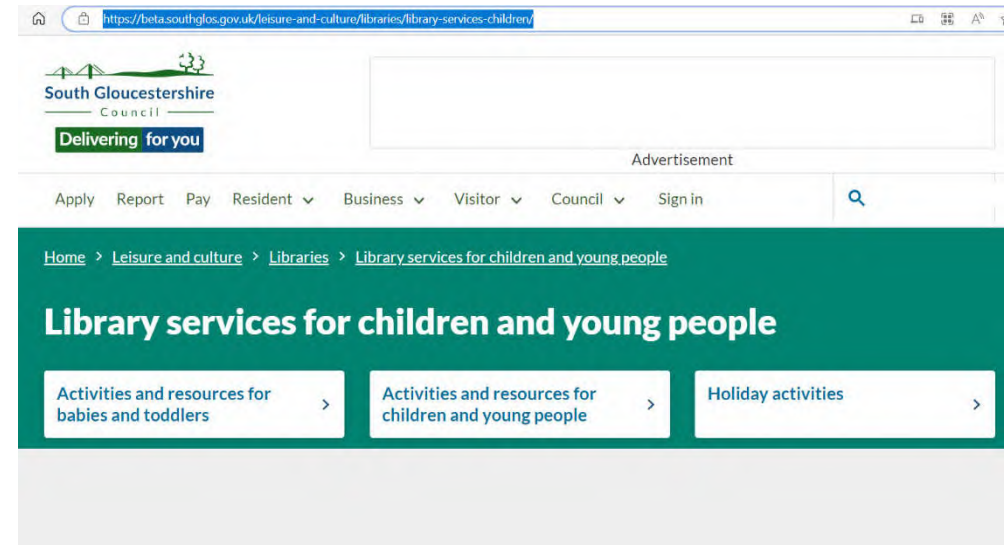 https://beta.southglos.gov.uk/leisure-and-culture/libraries/library-services-children/
South Gloucestershire
Council
Delivering for you
Advertisement
Apply Report Pay Resident Business Visitor Council Sign in
Home > Leisure and culture > Libraries > Library services for children and young people
Library services for children and young people
Activities and resources for
babies and toddlers
Activities and resources for
children and young people
Holiday activities